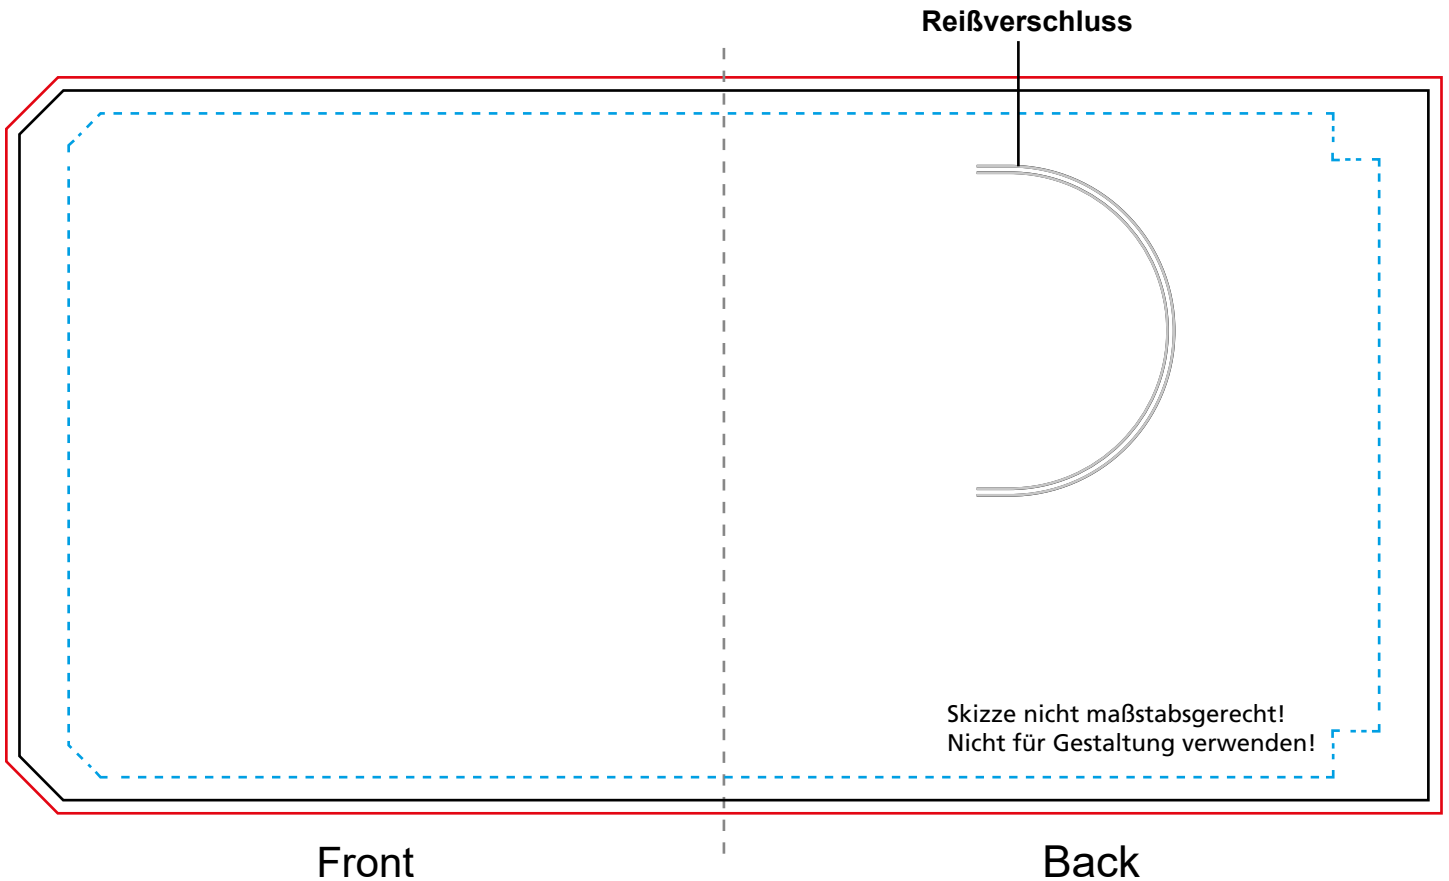 Reißverschluss
Skizze nicht maßstabsgerecht!
Nicht für Gestaltung verwenden!
Front
Back